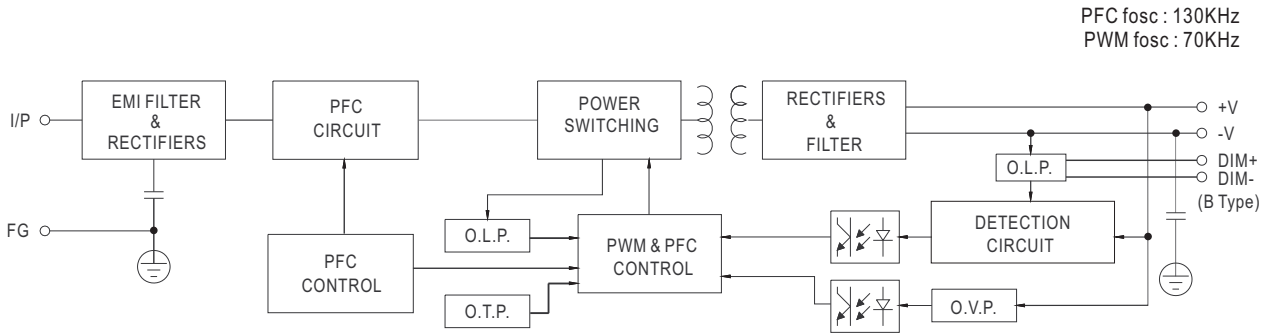 PFC fosc : 130KHz
PWM fosc : 70KHz
I/P
EMI FILTER
&
RECTIFIERS
PFC
CIRCUIT
POWER
SWITCHING
RECTIFIERS
&
FILTER
+V
-V
O.L.P.
DIM+
DIM-
(B Type)
FG
PFC
CONTROL
O.L.P.
O.T.P.
PWM & PFC
CONTROL
DETECTION
CIRCUIT
O.V.P.